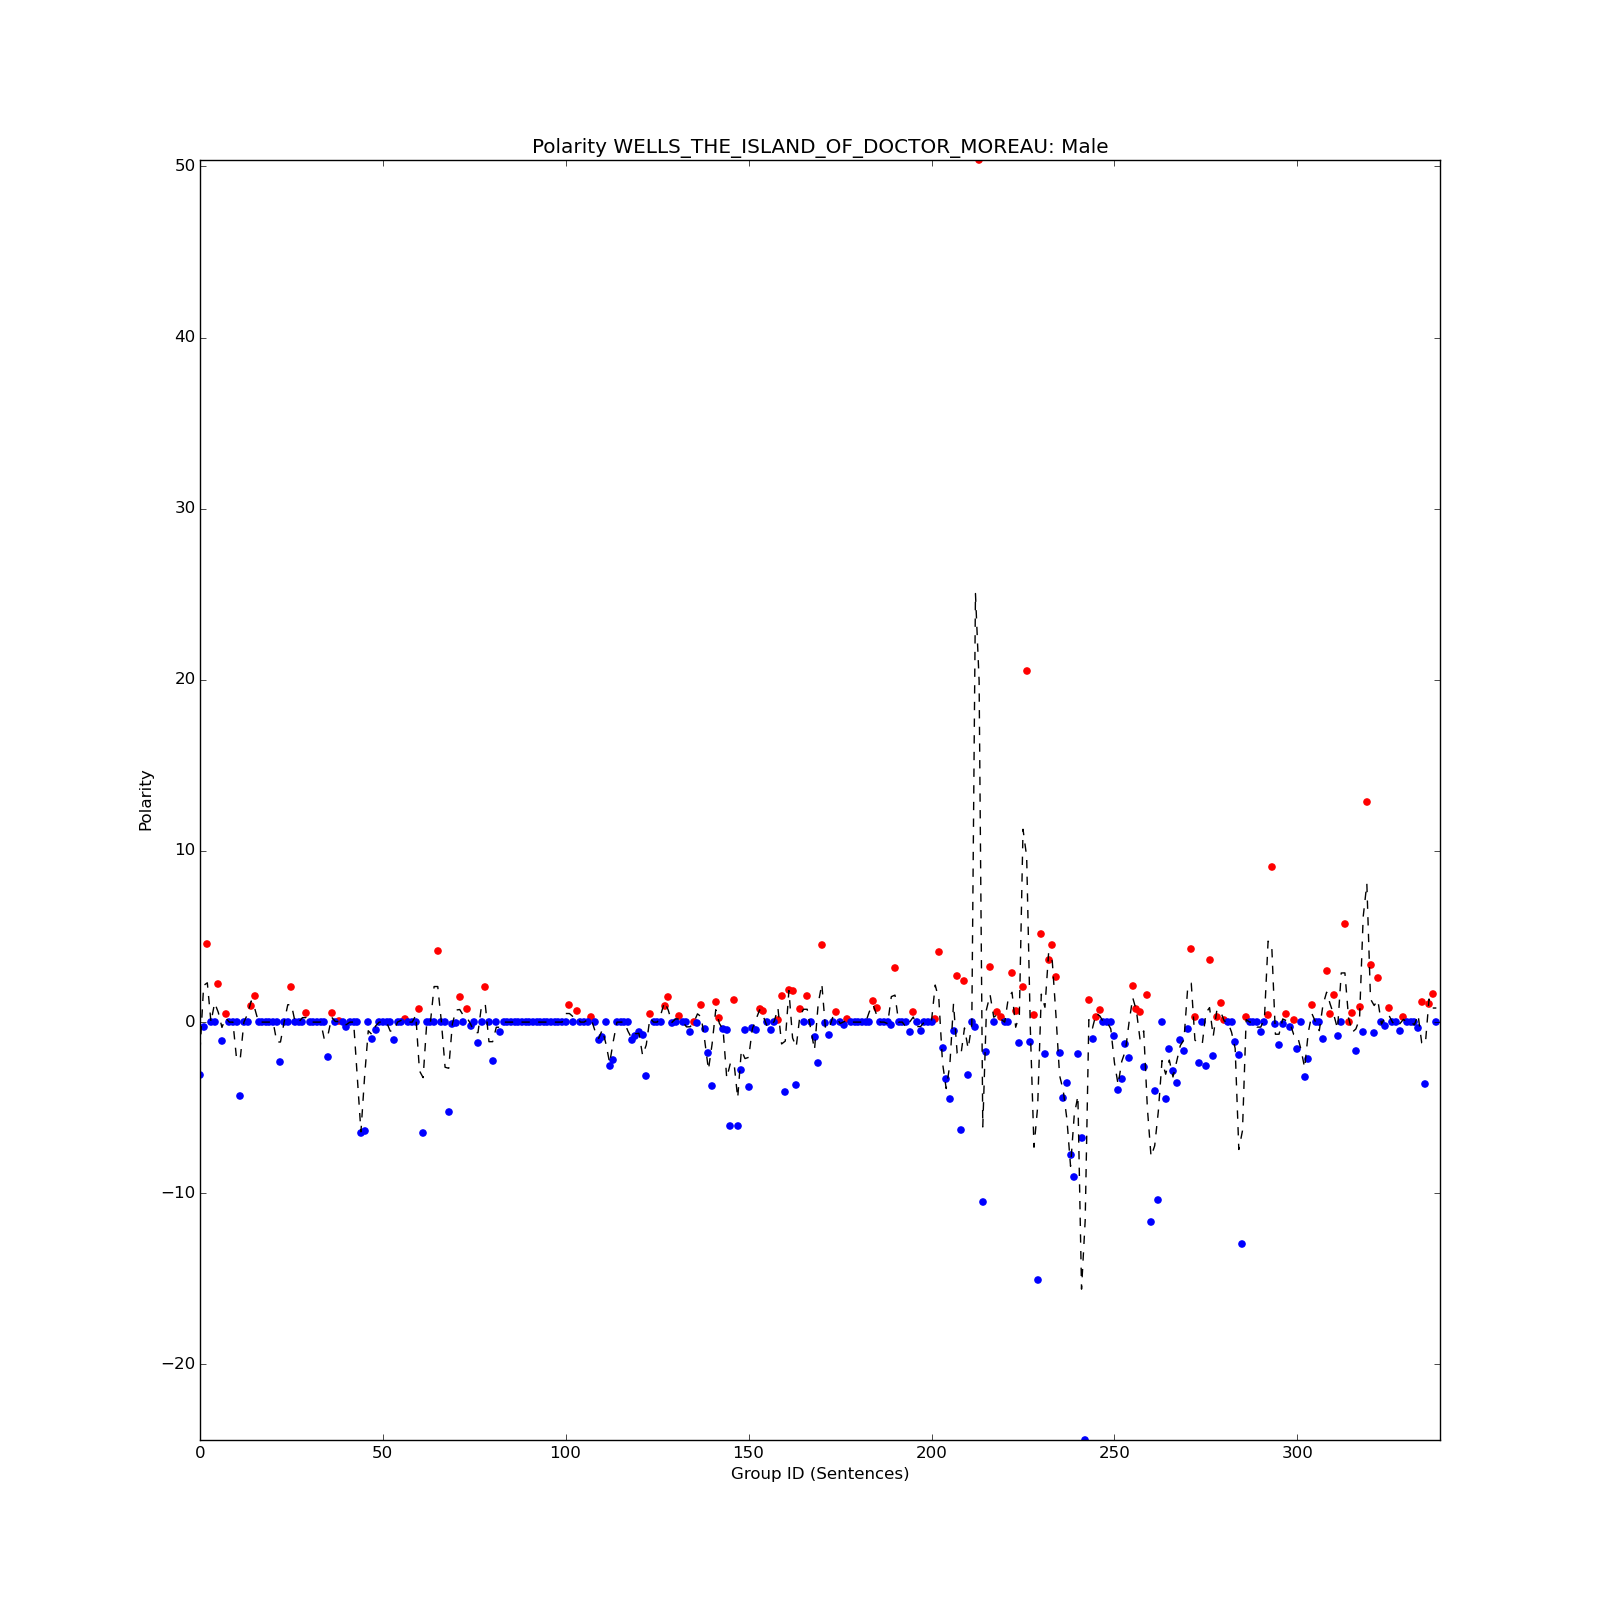 Polarity WELLS_THE_ISLAND_OF_DOCTOR_MOREAU: Male
50
40
30
20
10
0
−10
−20
Polarity
0 50 100 150 200 250 300
Group ID (Sentences)